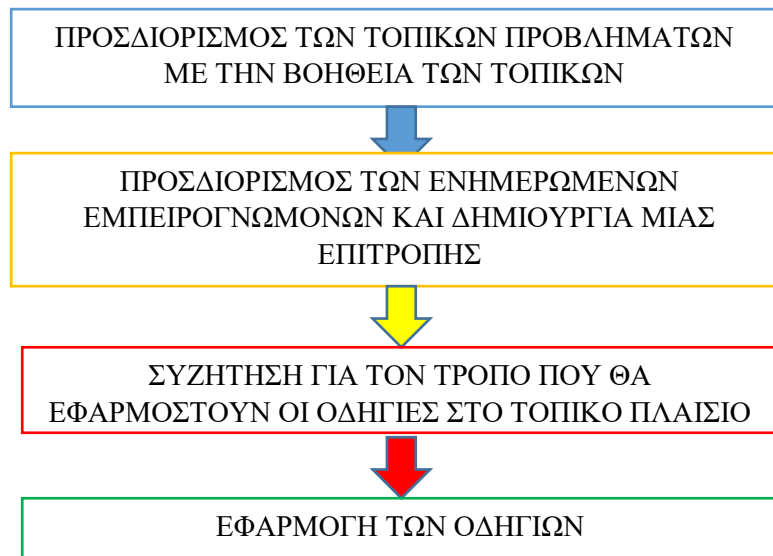 ΠΡΟΣΔΙΟΡΙΣΜΟΣ ΤΩΝ ΤΟΠΙΚΩΝ ΠΡΟΒΛΗΜΑΤΩΝ
ΜΕ ΤΗΝ ΒΟΗΘΕΙΑ ΤΩΝ ΤΟΠΙΚΩΝ
ΠΡΟΣΔΙΟΡΙΣΜΟΣ ΤΩΝ ΕΝΗΜΕΡΩΜΕΝΩΝ
ΕΜΠΕΙΡΟΓΝΩΜΟΝΩΝ ΚΑΙ ΔΗΜΙΟΥΡΓΙΑ ΜΙΑΣ
ΕΠΙΤΡΟΠΗΣ
ΣΥΖΗΤΗΣΗ ΓΙΑ ΤΟΝ ΤΡΟΠΟ ΠΟΥ ΘΑ
ΕΦΑΡΜΟΣΤΟΥΝ ΟΙ ΟΔΗΓΙΕΣ ΣΤΟ ΤΟΠΙΚΟ ΠΛΑΙΣΙΟ
ΕΦΑΡΜΟΓΗ ΤΩΝ ΟΔΗΓΙΩΝ